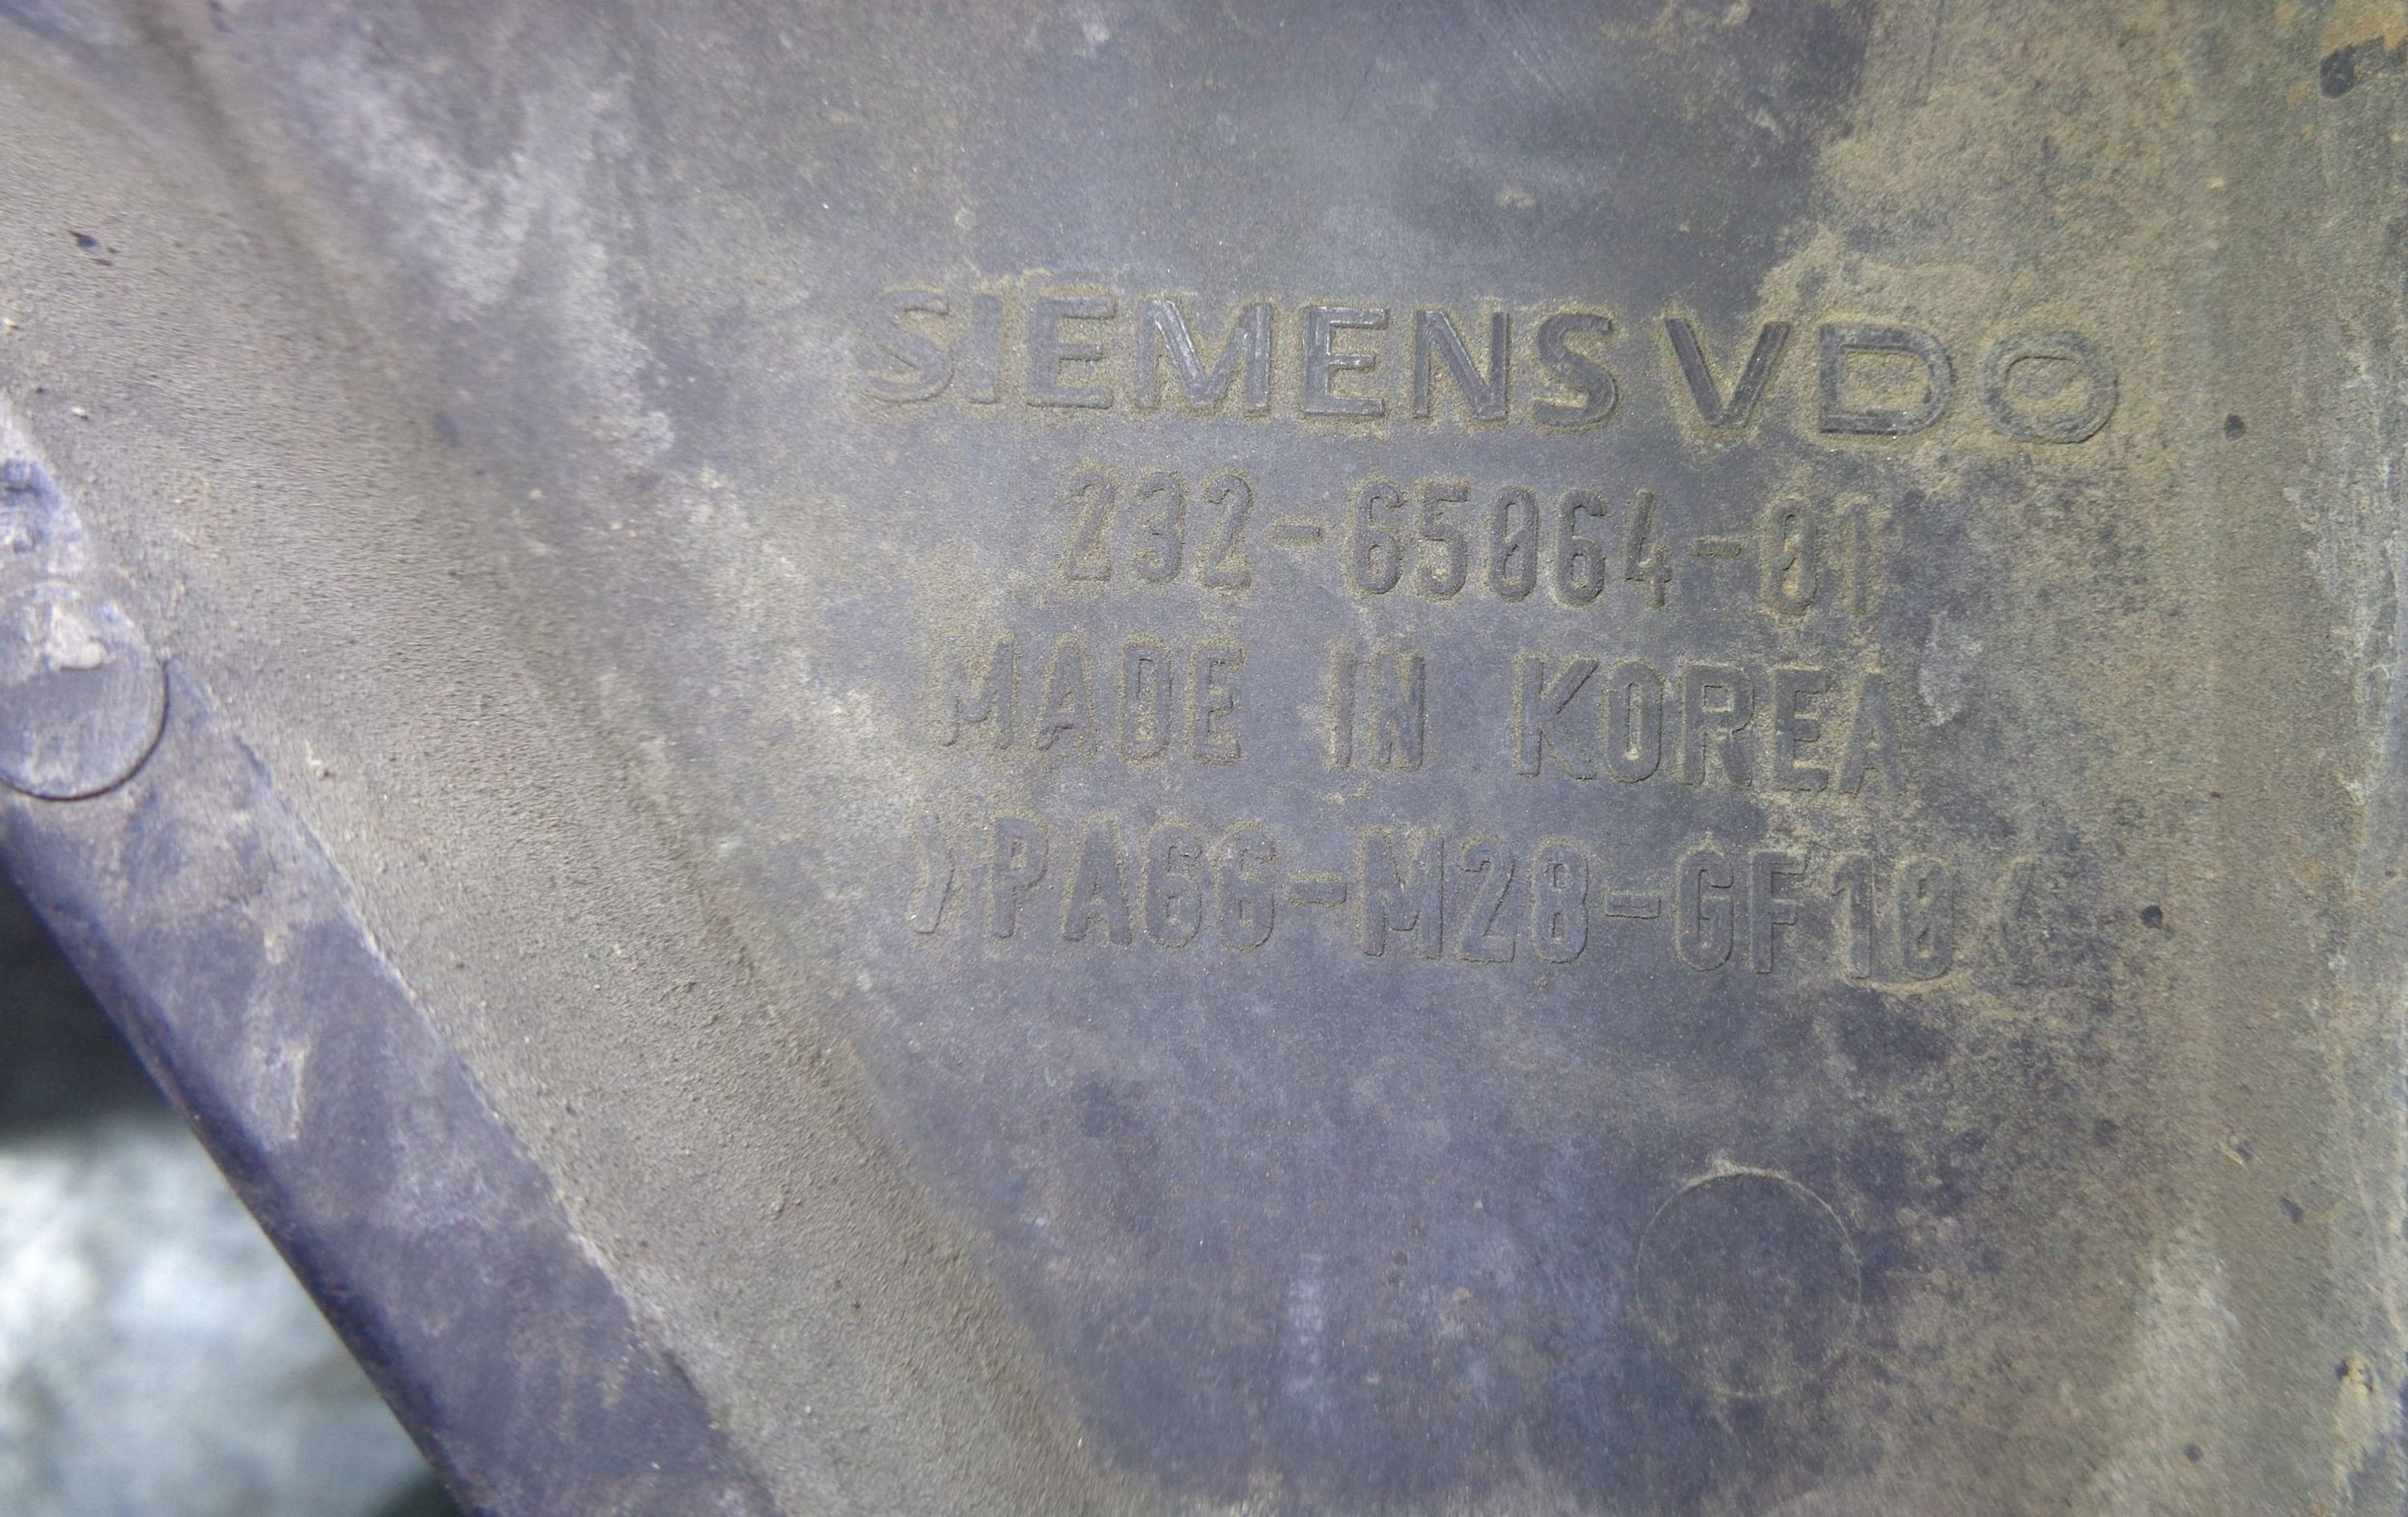 SIEMENS VDO
232-65064-01
MADE IN KOREA
>PA66-M28-GF10<